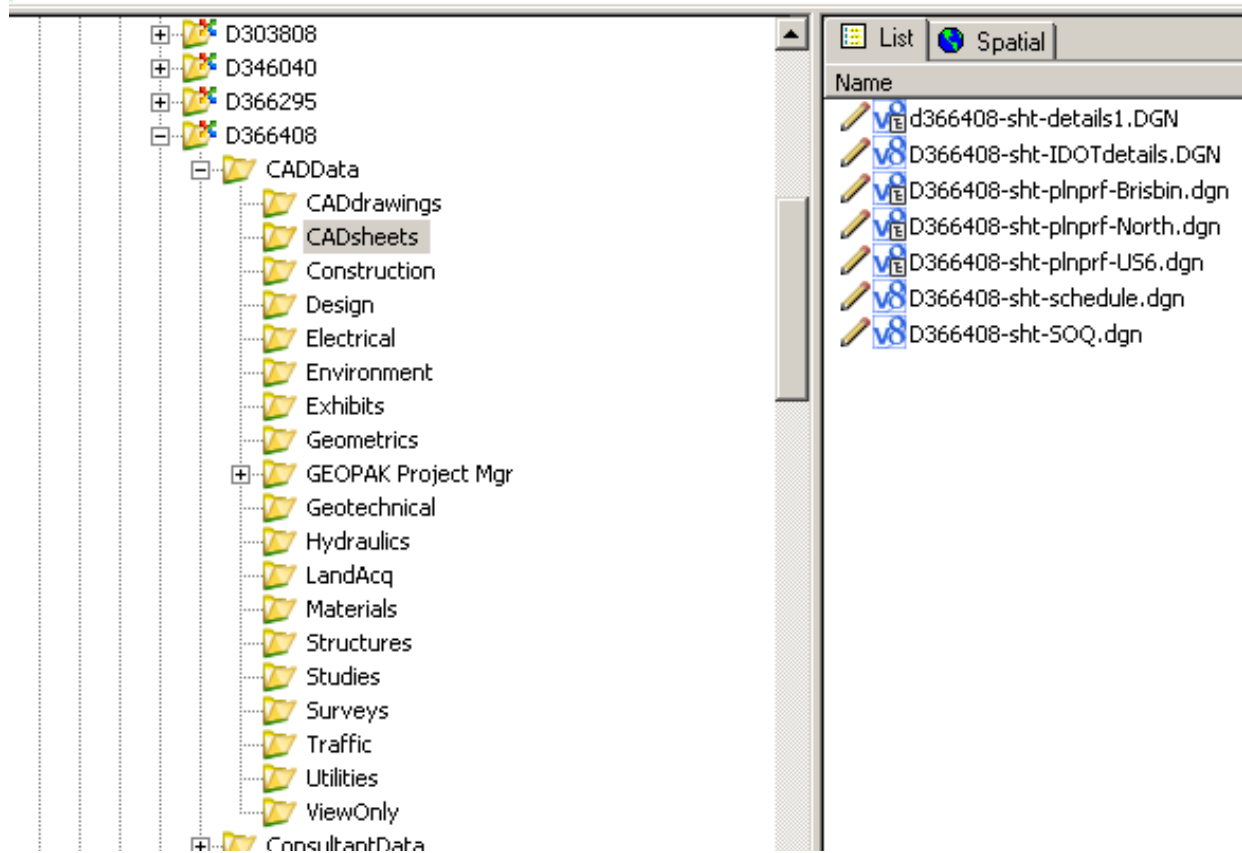 D303808
D346040
D366295
D366408
CADData
CADdrawings
CADsheets
Construction
Design
Electrical
Environment
Exhibits
Geometrics
GEOPAK Project Mgr
Geotechnical
Hydraulics
LandAcq
Materials
Structures
Studies
Surveys
Traffic
Utilities
ViewOnly
ConsultantData
List Spatial
Name
d366408-sht-details1.DGN
D366408-sht-IDOTdetails.DGN
D366408-sht-plnprf-Brisbin.dgn
D366408-sht-plnprf-North.dgn
D366408-sht-plnprf-US6.dgn
D366408-sht-schedule.dgn
D366408-sht-SOQ.dgn